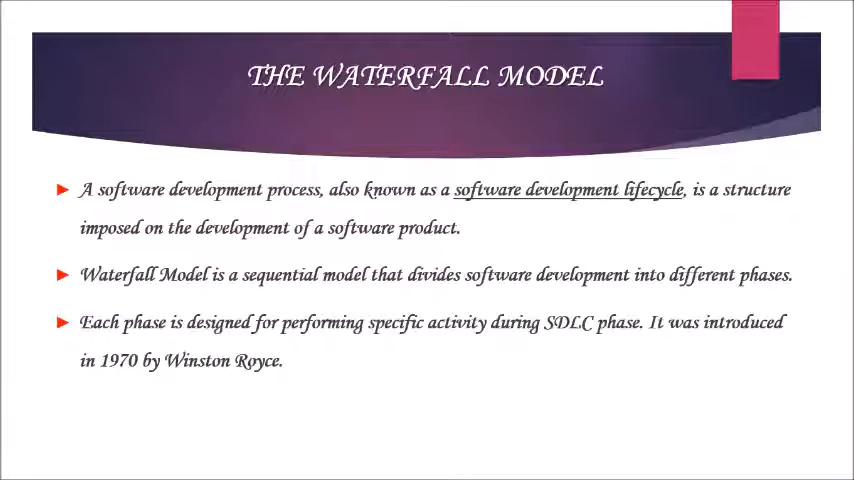 THE WATERFALL MODEL
A software development process, also known as a software development lifecycle, is a structure
imposed on the development of a software product.
Waterfall Model is a sequential model that divides software development into different phases.
Each phase is designed for performing specific activity during SDLC phase. It was introduced
in 1970 by Winston Royce.